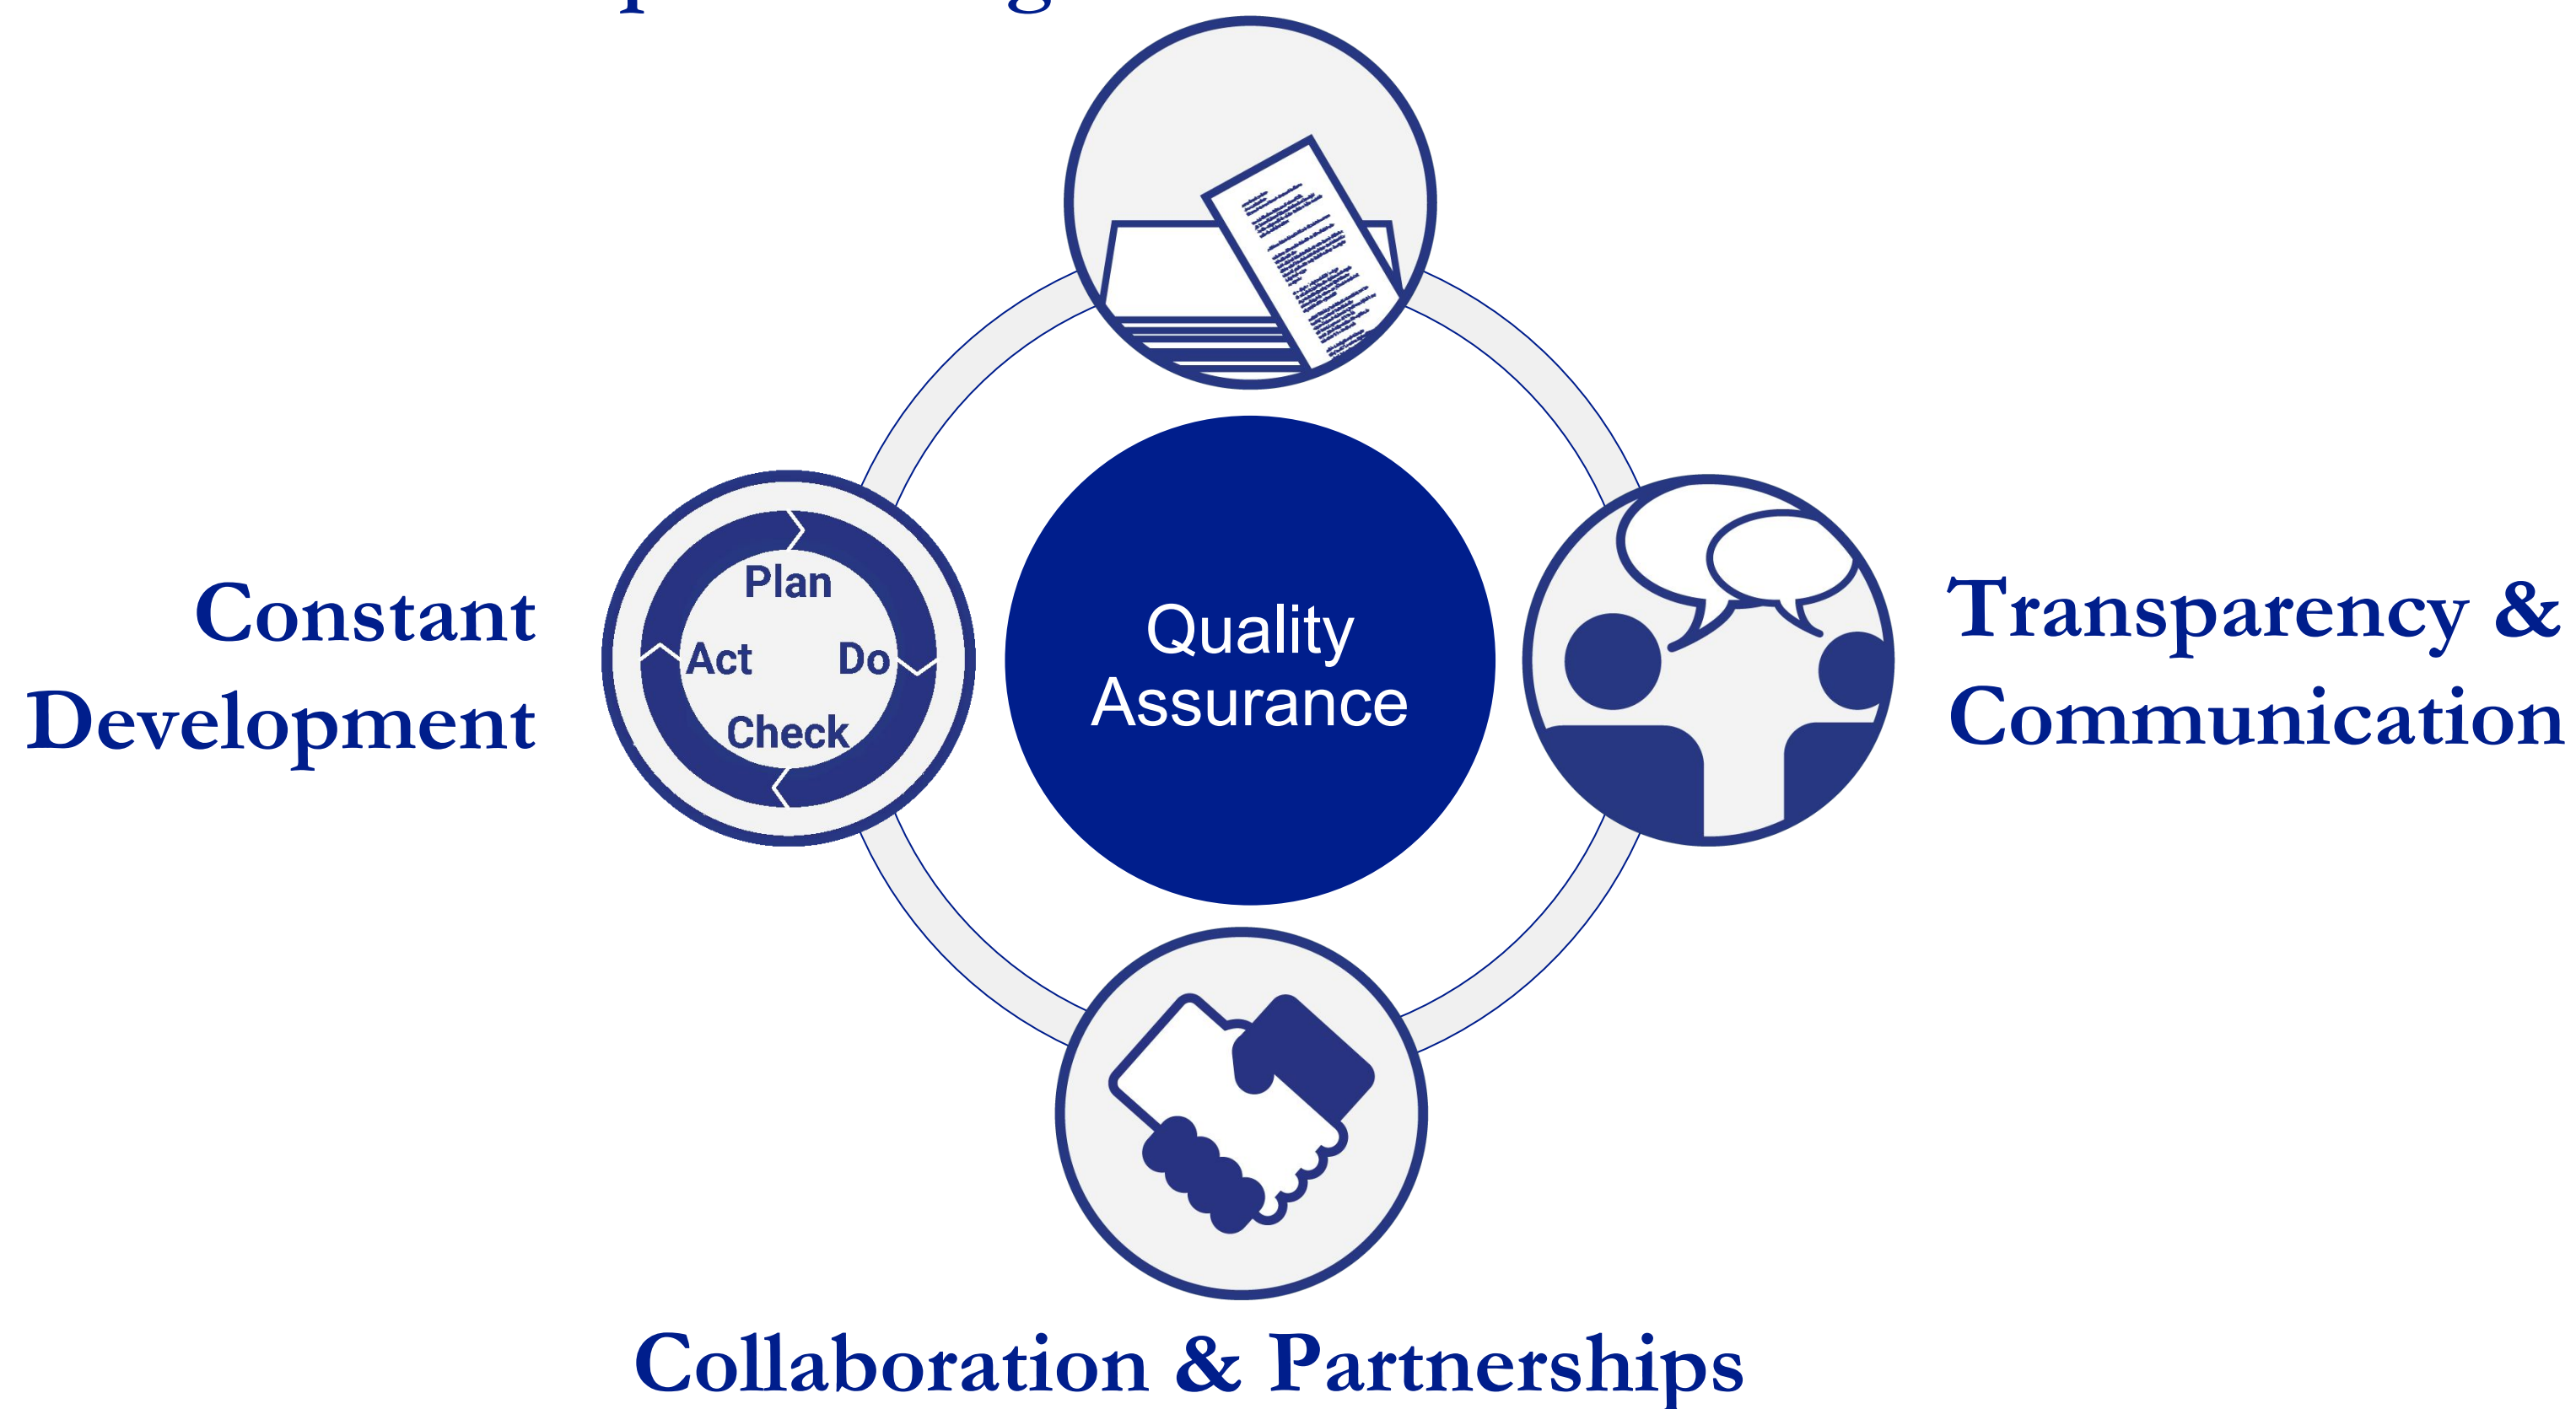 Constant
Development
Plan
Act Do
Check
Quality
Assurance
Transparency &
Communication
Collaboration & Partnerships